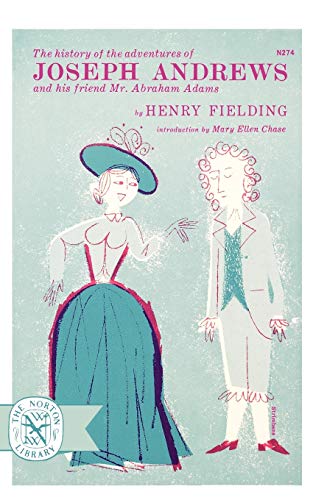 The history of the adventures of
N274
JOSEPH ANDREWS
and his friend Mr. Abraham Adams
by HENRY FIELDING
introduction by Mary Ellen Chase
THE NORTON
LIBRARY